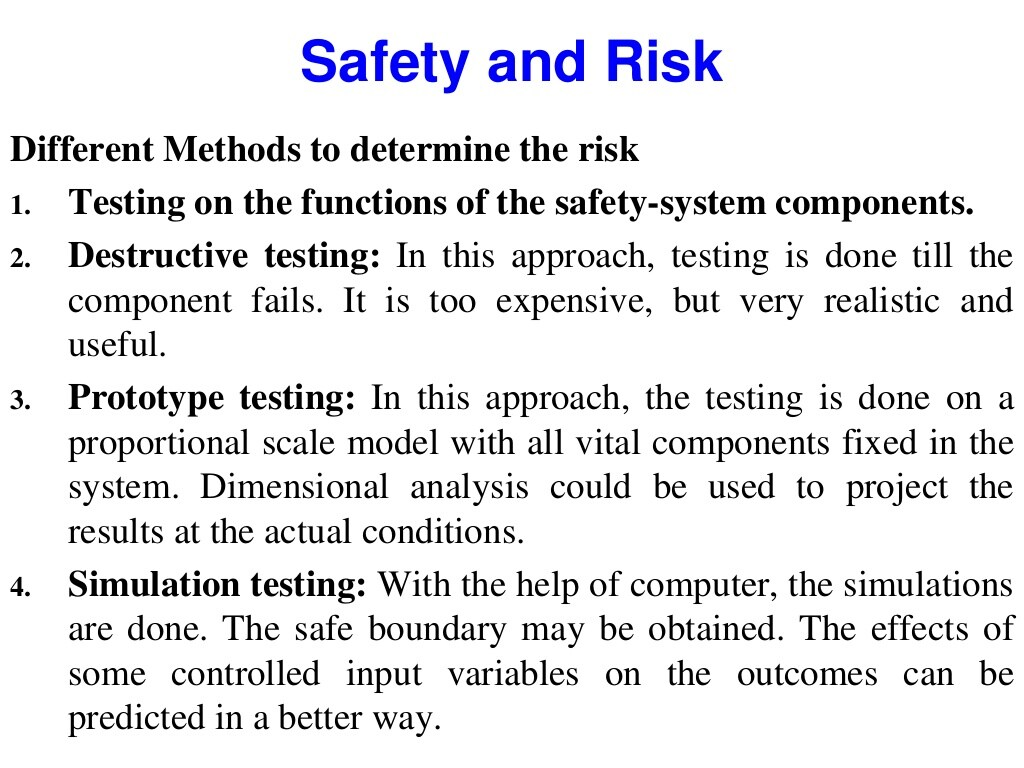 Safety and Risk
Different Methods to determine the risk
1. Testing on the functions of the safety-system components.
2. Destructive testing: In this approach, testing is done till the
component fails. It is too expensive, but very realistic and
useful.
3. Prototype testing: In this approach, the testing is done on a
proportional scale model with all vital components fixed in the
system. Dimensional analysis could be used to project the
results at the actual conditions.
4. Simulation testing: With the help of computer, the simulations
are done. The safe boundary may be obtained. The effects of
some controlled input variables on the outcomes can be
predicted in a better way.